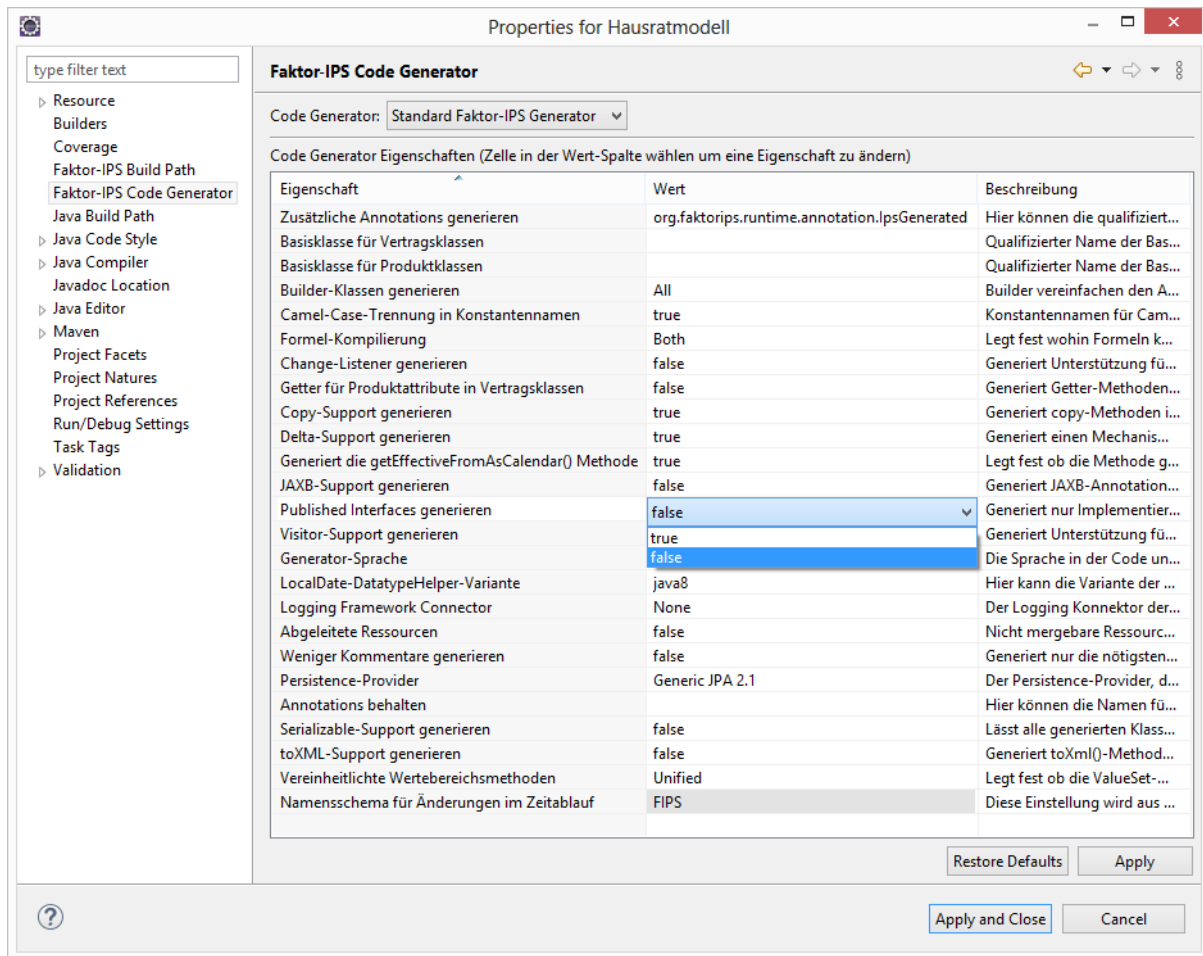 Properties for Hausratmodell
type filter text
Resource
Builders
Coverage
Faktor-IPS Build Path
Faktor-IPS Code Generator
Java Build Path
Java Code Style
Java Compiler
Javadoc Location
Java Editor
Maven
Project Facets
Project Natures
Project References
Run/Debug Settings
Task Tags
Validation
Faktor-IPS Code Generator
Code Generator: Standard Faktor-IPS Generator
Code Generator Eigenschaften (Zelle in der Wert-Spalte wählen um eine Eigenschaft zu ändern)
Eigenschaft Wert Beschreibung
Zusätzliche Annotations generieren org.faktorips.runtime.annotation.IpsGenerated Hier können die qualifiziert...
Basisklasse für Vertragsklassen Qualifizierter Name der Bas...
Basisklasse für Produktklassen Qualifizierter Name der Bas...
Builder-Klassen generieren All Builder vereinfachen den A...
Camel-Case-Trennung in Konstantennamen true Konstantennamen für Cam...
Formel-Kompilierung Both Legt fest wohin Formeln k...
Change-Listener generieren false Generiert Unterstützung fü...
Getter für Produktattribute in Vertragsklassen false Generiert Getter-Methoden...
Copy-Support generieren true Generiert copy-Methoden i...
Delta-Support generieren true Generiert einen Mechanis...
Generiert die getEffectiveFromAsCalendar() Methode true Legt fest ob die Methode g...
JAXB-Support generieren false Generiert JAXB-Annotation...
Published Interfaces generieren false Generiert nur Implementier...
Visitor-Support generieren true Generiert Unterstützung fü...
Generator-Sprache false Die Sprache in der Code un...
LocalDate-DatatypeHelper-Variante java8 Hier kann die Variante der ...
Logging Framework Connector None Der Logging Konnektor der...
Abgeleitete Ressourcen false Nicht mergebare Ressourc...
Weniger Kommentare generieren false Generiert nur die nötigsten...
Persistence-Provider Generic JPA 2.1 Der Persistence-Provider, d...
Annotations behalten Hier können die Namen fü...
Serializable-Support generieren false Lässt alle generierten Klass...
toXML-Support generieren false Generiert toXml()-Method...
Vereinheitlichte Wertebereichsmethoden Unified Legt fest ob die ValueSet-...
Namensschema für Änderungen im Zeitablauf FIPS Diese Einstellung wird aus ...
Restore Defaults Apply
Apply and Close Cancel